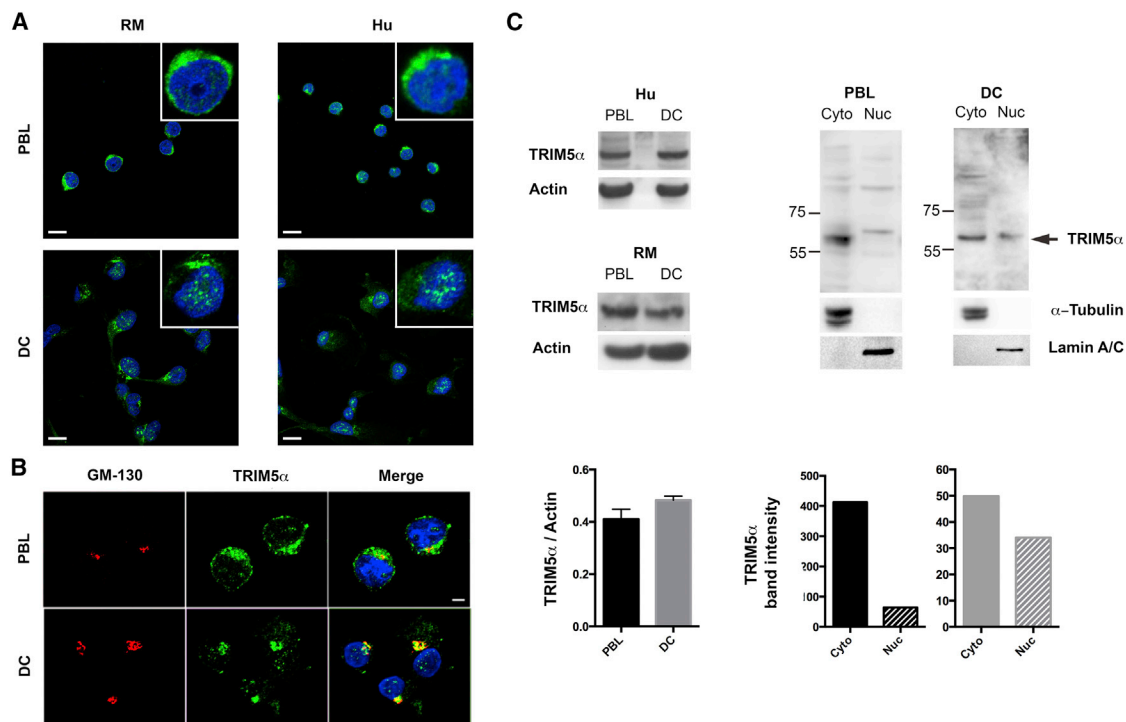 A
RM
Hu
PBL
DC
B
GM-130
TRIM5α
Merge
PBL
DC
C
Hu
PBL DC
TRIM5α
Actin
RM
PBL DC
TRIM5α
Actin
PBL
Cyto Nuc
75
55
DC
Cyto Nuc
75
55
TRIM5α
α-Tubulin
Lamin A/C
TRIM5α / Actin
0.6
0.4
0.2
0.0
PBL
DC
TRIM5α
band intensity
500
400
300
200
100
0
Cyto
Nuc
60
50
40
30
20
10
0
Cyto
Nuc